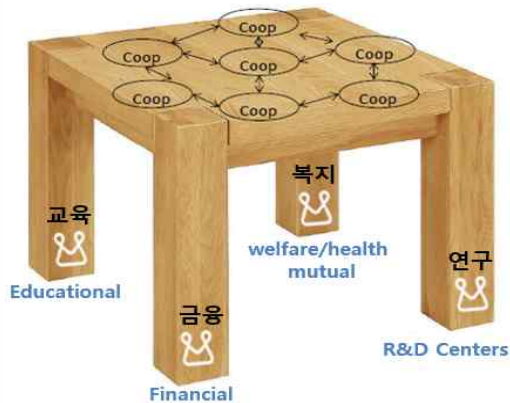 Coop
Coop
Coop
Coop
Coop
Coop
Coop
교육
Educational
금융
Financial
복지
welfare/health
mutual
연구
R&D Centers